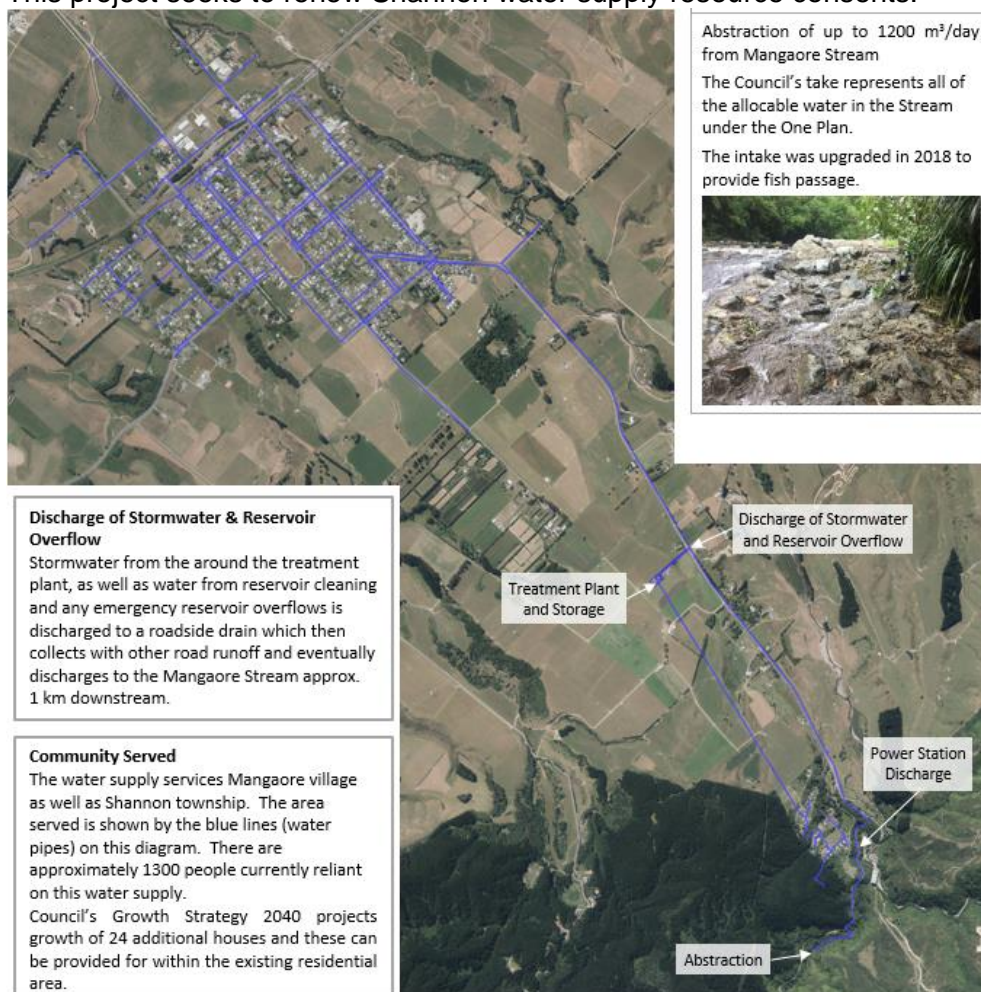 This project seeks to renew Shannon water supply resource consents.
Abstraction of up to 1200 m³/day
from Mangaore Stream
The Council's take represents all of
the allocable water in the Stream
under the One Plan.
The intake was upgraded in 2018 to
provide fish passage.
Discharge of Stormwater & Reservoir
Overflow
Stormwater from the around the treatment
plant, as well as water from reservoir cleaning
and any emergency reservoir overflows is
discharged to a roadside drain which then
collects with other road runoff and eventually
discharges to the Mangaore Stream approx.
1 km downstream.
Discharge of Stormwater
and Reservoir Overflow
Treatment Plant
and Storage
Community Served
The water supply services Mangaore village
as well as Shannon township. The area
served is shown by the blue lines (water
pipes) on this diagram. There are
approximately 1300 people currently reliant
on this water supply.
Council's Growth Strategy 2040 projects
growth of 24 additional houses and these can
be provided for within the existing residential
area.
Power Station
Discharge
Abstraction